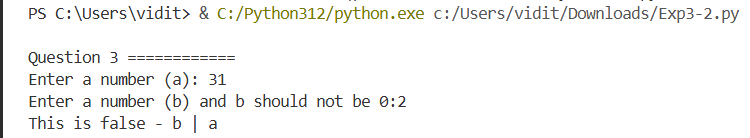 PS C:\Users\vidit> & C:/Python312/python.exe c:/Users/vidit/Downloads/Exp3-2.py
Question 3 ============
Enter a number (a): 31
Enter a number (b) and b should not be 0:2
This is false - b | a